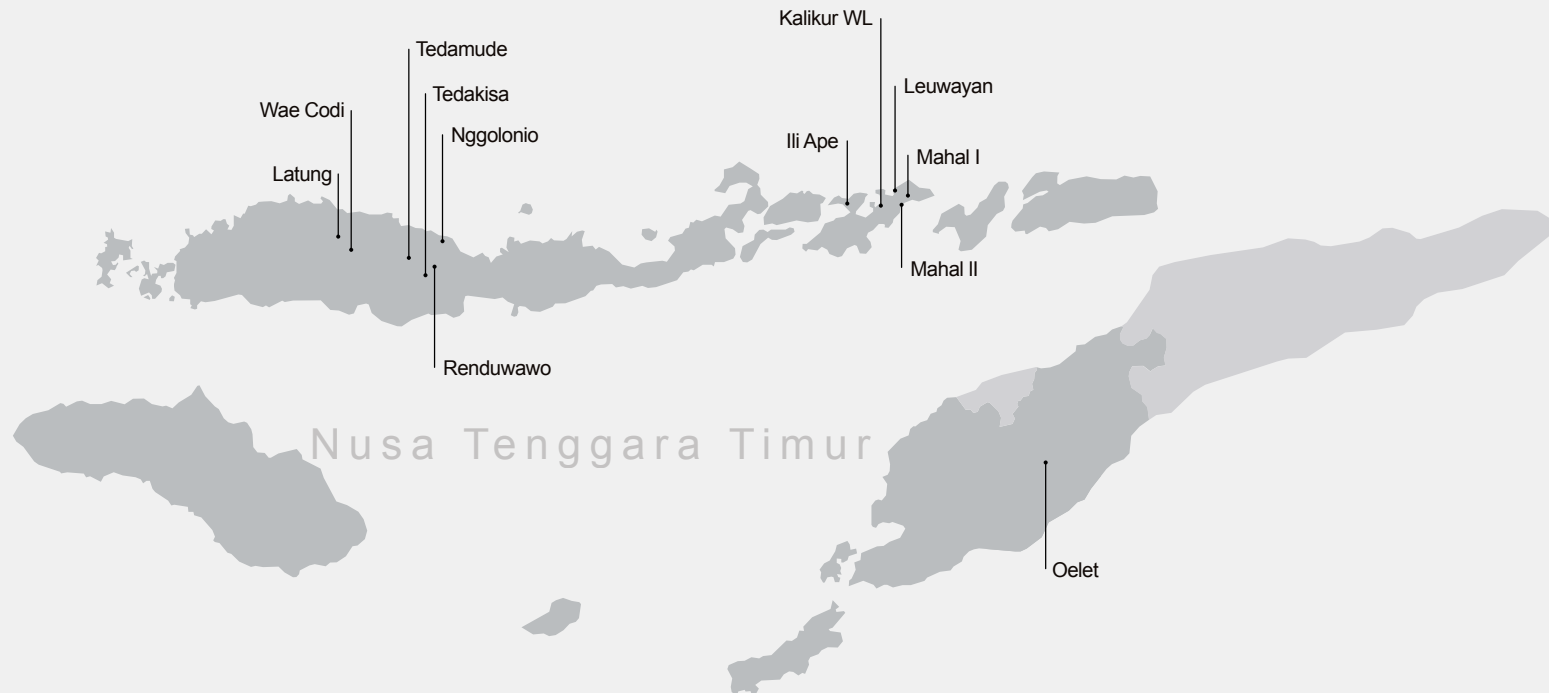 Kalikur WL
Tedamude
Leuwayan
Tedakisa
Wae Codi
Nggolonio
Ili Ape
Mahal I
Latung
Mahal II
Renduwawo
Nusa Tenggara Timur
Oelet